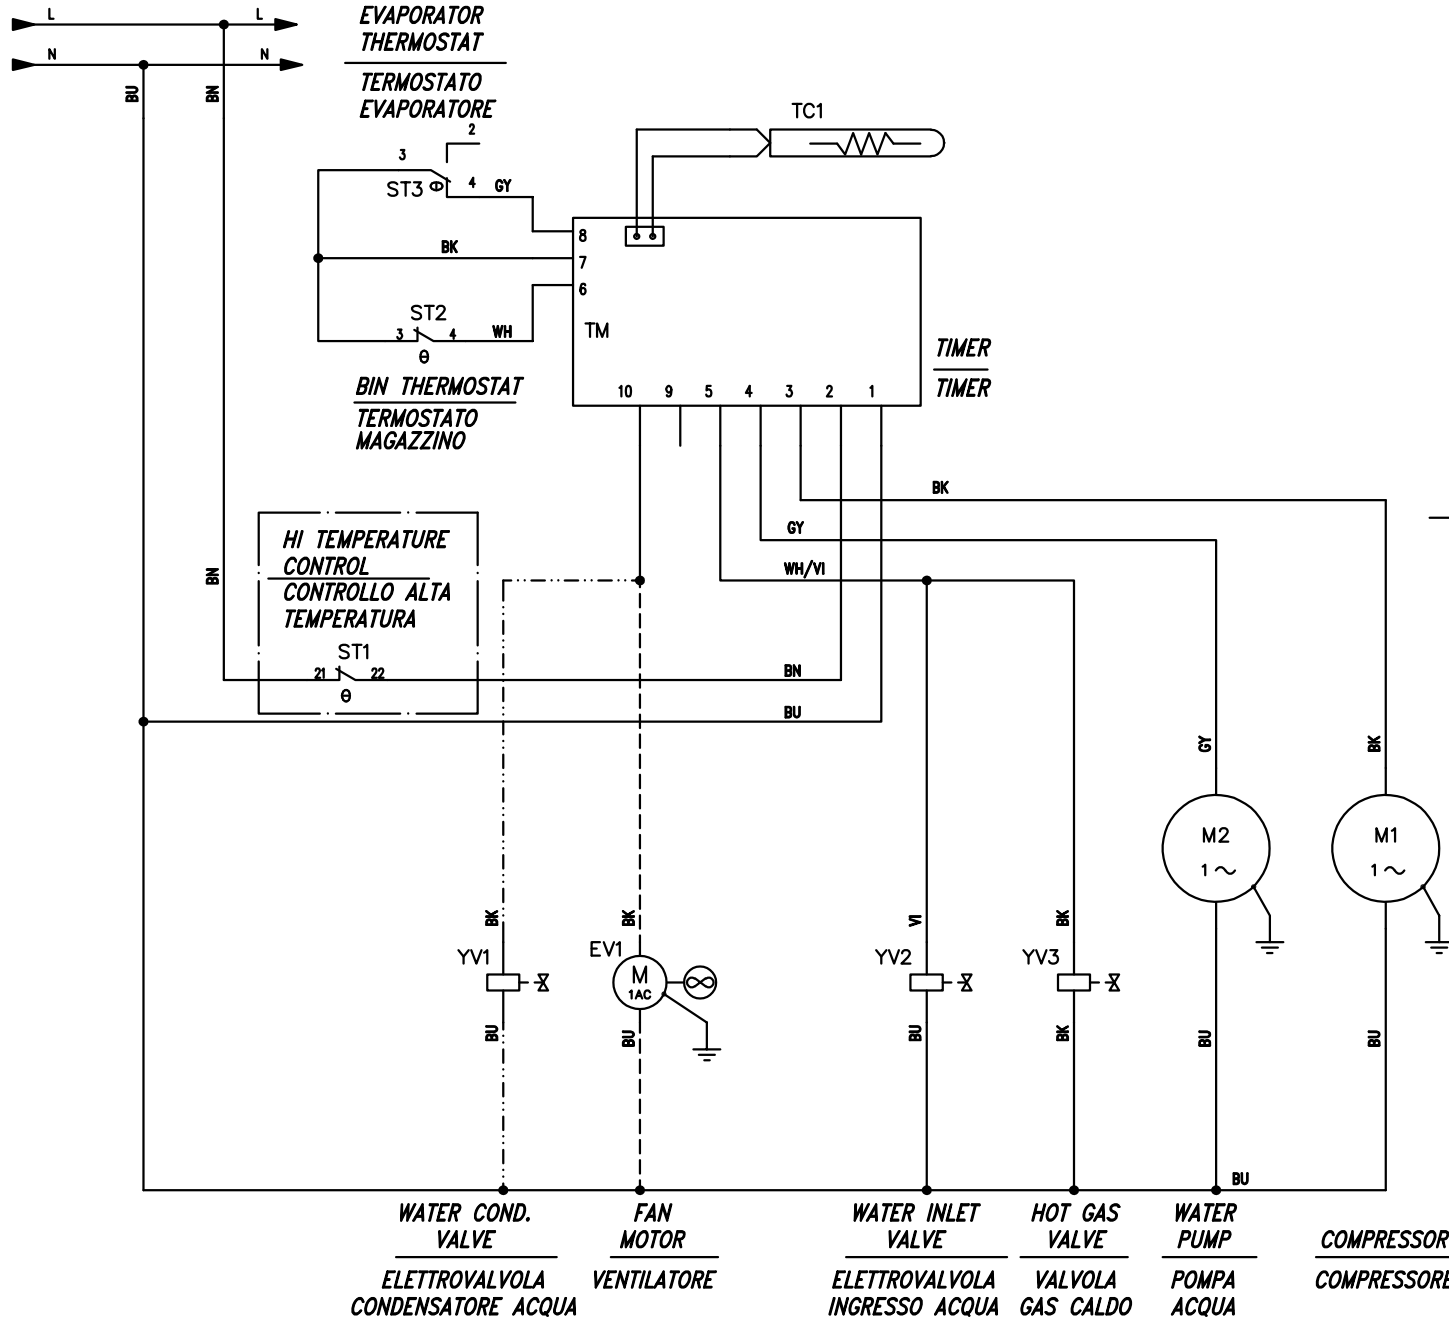 L L
EVAPORATOR
THERMOSTAT
N N
TERMOSTATO
EVAPORATORE
BU
BN
TC1
2
3
ST3
4
GY
8
BK
7
6
ST2
3
4
WH
TM
TIMER
TIMER
BIN THERMOSTAT
TERMOSTATO
MAGAZZINO
10 9 5 4 3 2 1
BK
GY
WH/VI
HI TEMPERATURE
CONTROL
CONTROLLO ALTA
TEMPERATURA
BN
ST1
21 22
BN
BU
GY
BK
M2
1
M1
1
BK
BK
VI
BK
YV1
EV1
M
1AC
YV2
YV3
BU
BU
BU
BK
BU
BU
BU
WATER COND.
VALVE
ELETTROVALVOLA
CONDENSATORE ACQUA
FAN
MOTOR
VENTILATORE
WATER INLET
VALVE
ELETTROVALVOLA
INGRESSO ACQUA
HOT GAS
VALVE
VALVOLA
GAS CALDO
WATER
PUMP
POMPA
ACQUA
COMPRESSOR
COMPRESSORE